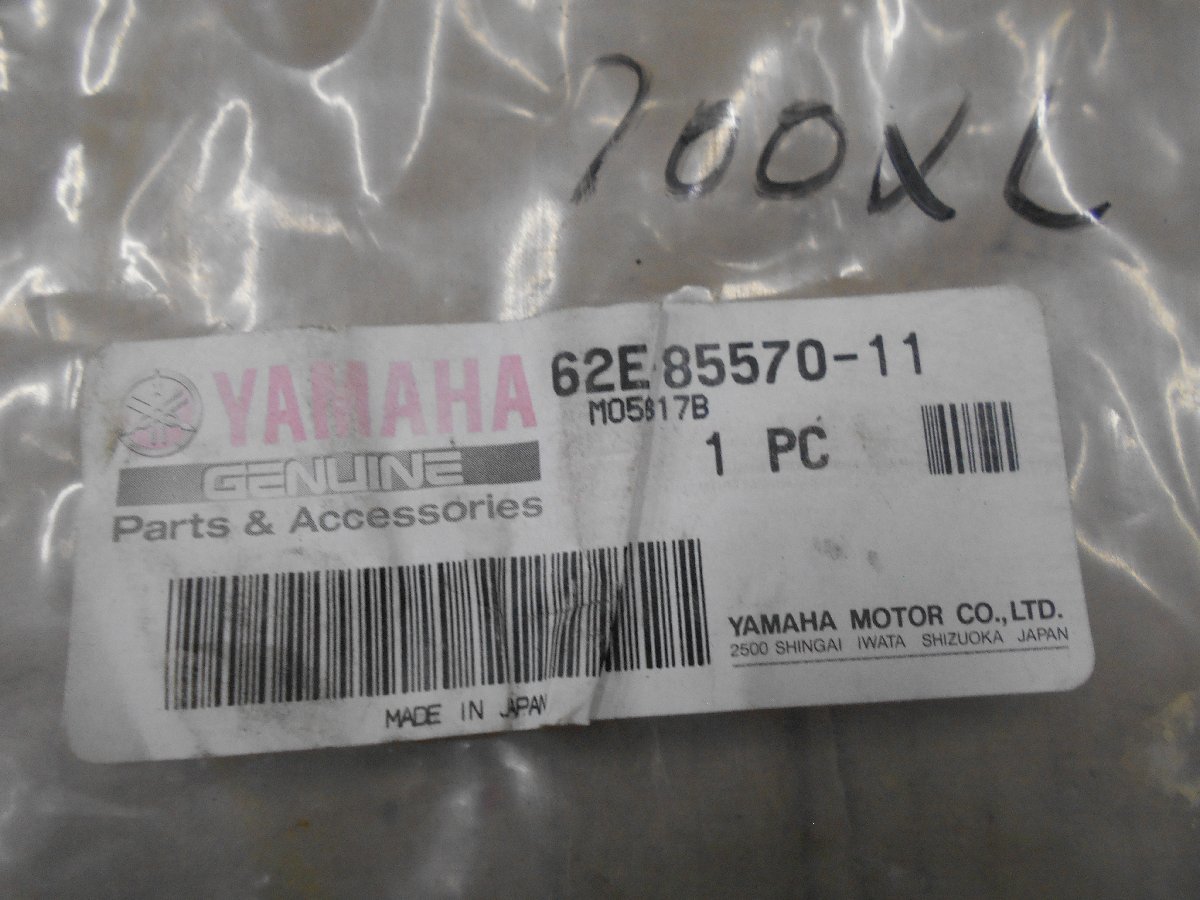 700XL
YAMAHA 62E 85570-11
GENUINE
Parts & Accessories
1 PC
YAMAHA MOTOR CO.,LTD.
2500 SHINGAI IWATA SHIZUOKA JAPAN
MADE IN JAPAN